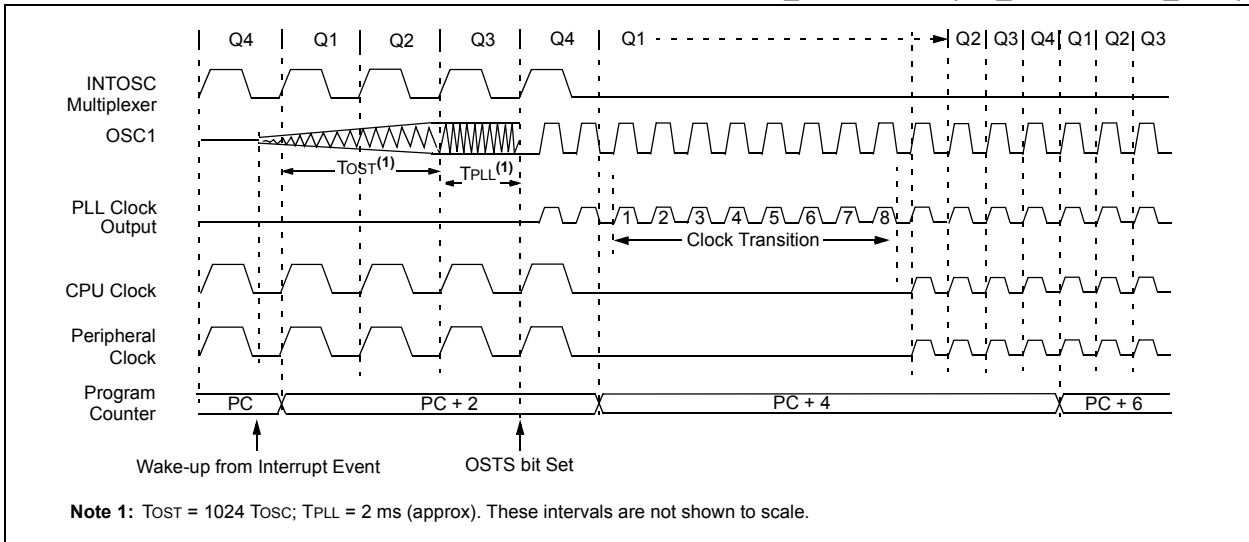 Q4 Q1 Q2 Q3 Q4 Q1 Q2 Q3 Q4 Q1 Q2 Q3
INTOSC
Multiplexer
OSC1
TOST(1)
TPLL(1)
PLL Clock
Output
1 2 3 4 5 6 7 8
Clock Transition
CPU Clock
Peripheral
Clock
Program
Counter
PC PC + 2 PC + 4 PC + 6
Wake-up from Interrupt Event OSTS bit Set
Note 1: TOST = 1024 TOSC; TPLL = 2 ms (approx). These intervals are not shown to scale.